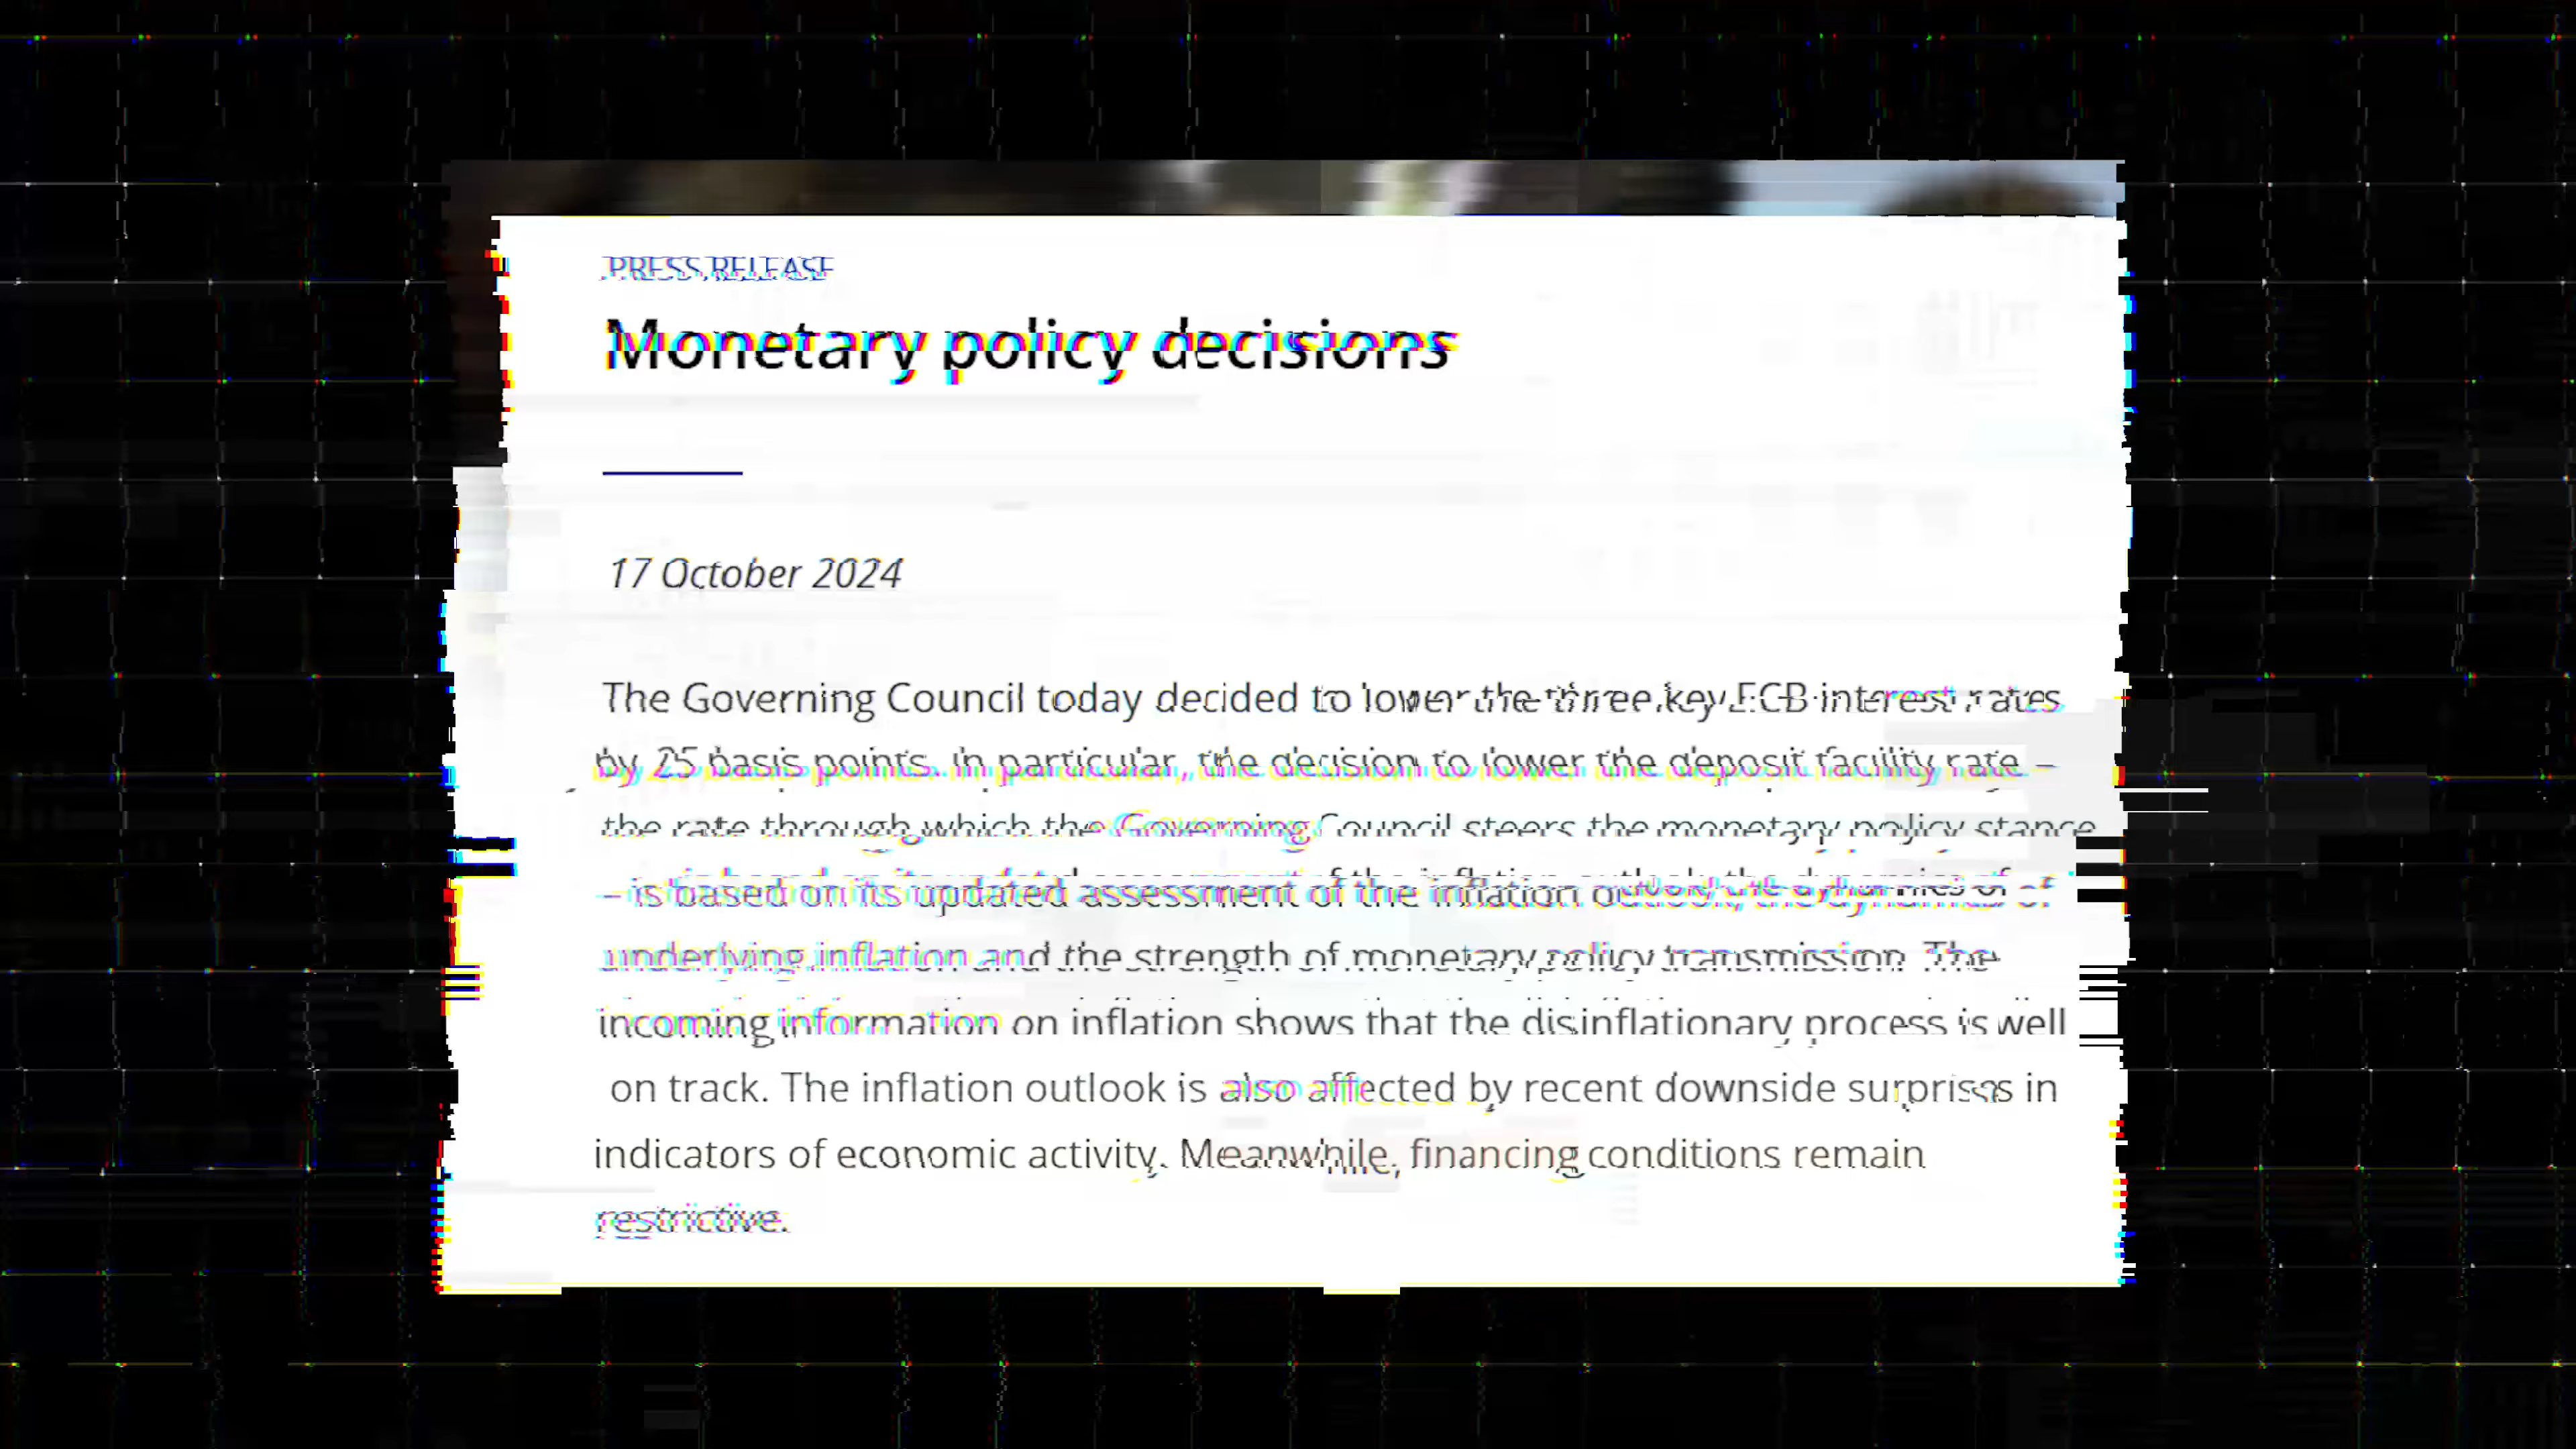 PRESS RELEASE
Monetary policy decisions
17 October 2024
The Governing Council today decided to lower the three key ECB interest rates
by 25 basis points. In particular, the decision to lower the deposit facility rate –
the rate through which the Governing Council steers the monetary policy stance
– is based on its updated assessment of the inflation outlook, the dynamics of
underlying inflation and the strength of monetary policy transmission. The
incoming information on inflation shows that the disinflationary process is well
on track. The inflation outlook is also affected by recent downside surprises in
indicators of economic activity. Meanwhile, financing conditions remain
restrictive.